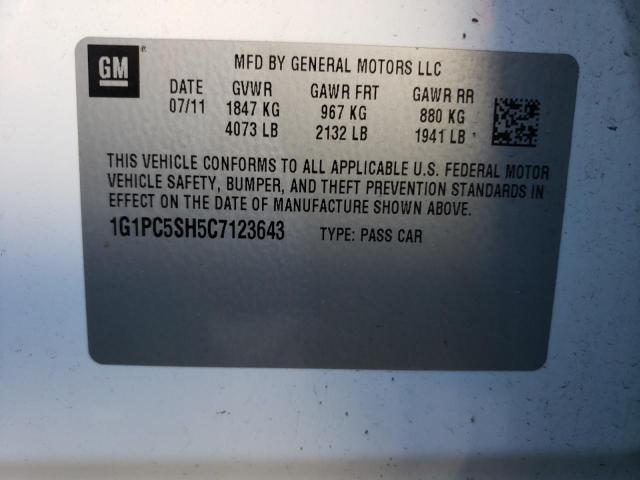 GM
MFD BY GENERAL MOTORS LLC
DATE GVWR GAWR FRT GAWR RR
07/11 1847 KG 967 KG 880 KG
4073 LB 2132 LB 1941 LB
THIS VEHICLE CONFORMS TO ALL APPLICABLE U.S. FEDERAL MOTOR
VEHICLE SAFETY, BUMPER, AND THEFT PREVENTION STANDARDS IN
EFFECT ON THE DATE OF MANUFACTURE SHOWN ABOVE.
1G1PC5SH5C7123643 TYPE: PASS CAR